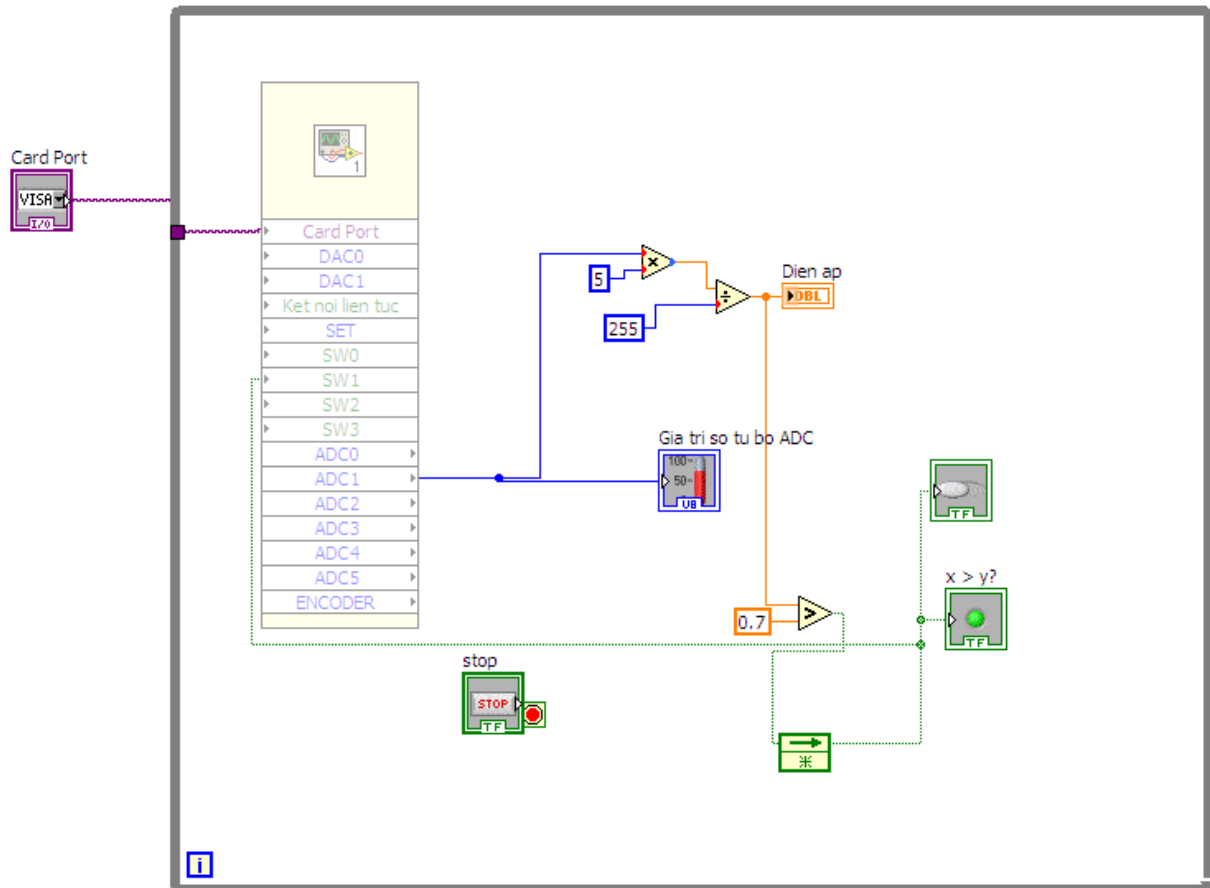 Card Port
VISA
I/O
1
Card Port
DAC0
DAC1
Ket noi lien tuc
SET
SW0
SW1
SW2
SW3
ADC0
ADC1
ADC2
ADC3
ADC4
ADC5
ENCODER
5
×
255
÷
Dien ap
DBL
Gia tri so tu bo ADC
100
50
U8
TF
x > y?
TF
0.7
>
stop
STOP
TF
i